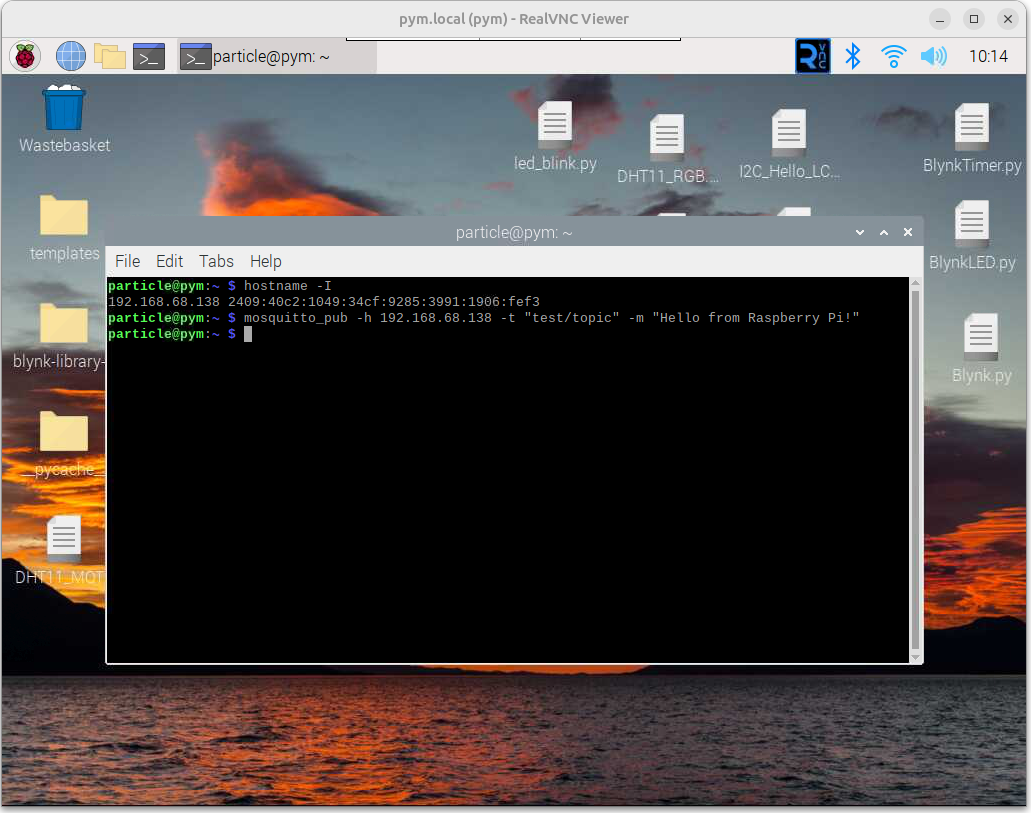 pym.local (pym) - RealVNC Viewer
particle@pym: ~
10:14
Wastebasket
led_blink.py
DHT11_RGB....
I2C_Hello_LC...
BlynkTimer.py
templates
BlynkLED.py
blynk-library-
Blynk.py
__pycache__
DHT11_MQT
particle@pym: ~
File Edit Tabs Help
particle@pym:~ $ hostname -I
192.168.68.138 2409:40c2:1049:34cf:9285:3991:1906:fef3
particle@pym:~ $ mosquitto_pub -h 192.168.68.138 -t "test/topic" -m "Hello from Raspberry Pi!"
particle@pym:~ $